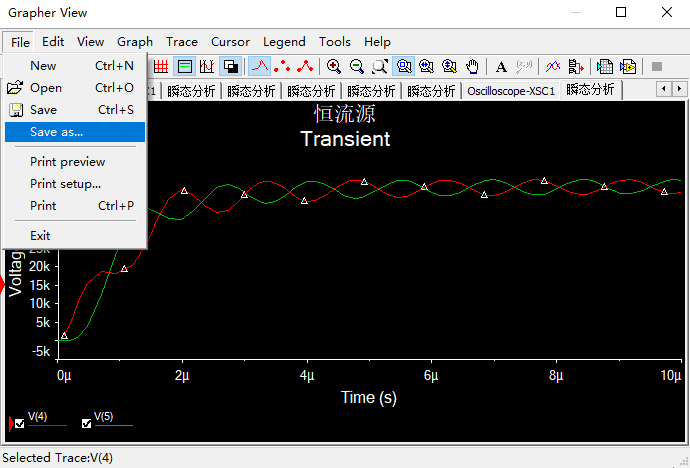 Grapher View
File Edit View Graph Trace Cursor Legend Tools Help
New Ctrl+N
Open Ctrl+O
Save Ctrl+S
Save as...
Print preview
Print setup...
Print Ctrl+P
Exit
瞬态分析 瞬态分析 瞬态分析 瞬态分析 瞬态分析 Oscilloscope-XSC1 瞬态分析
恒流源
Transient
20k
15k
10k
5k
-5k
0μ 2μ 4μ 6μ 8μ 10μ
Time (s)
V(4) V(5)
Selected Trace:V(4)